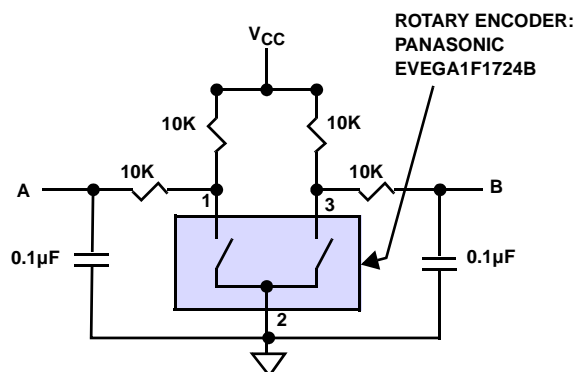 ROTARY ENCODER:
PANASONIC
EVEGA1F1724B
VCC
10K
10K
10K
10K
A
B
1
3
0.1µF
0.1µF
2